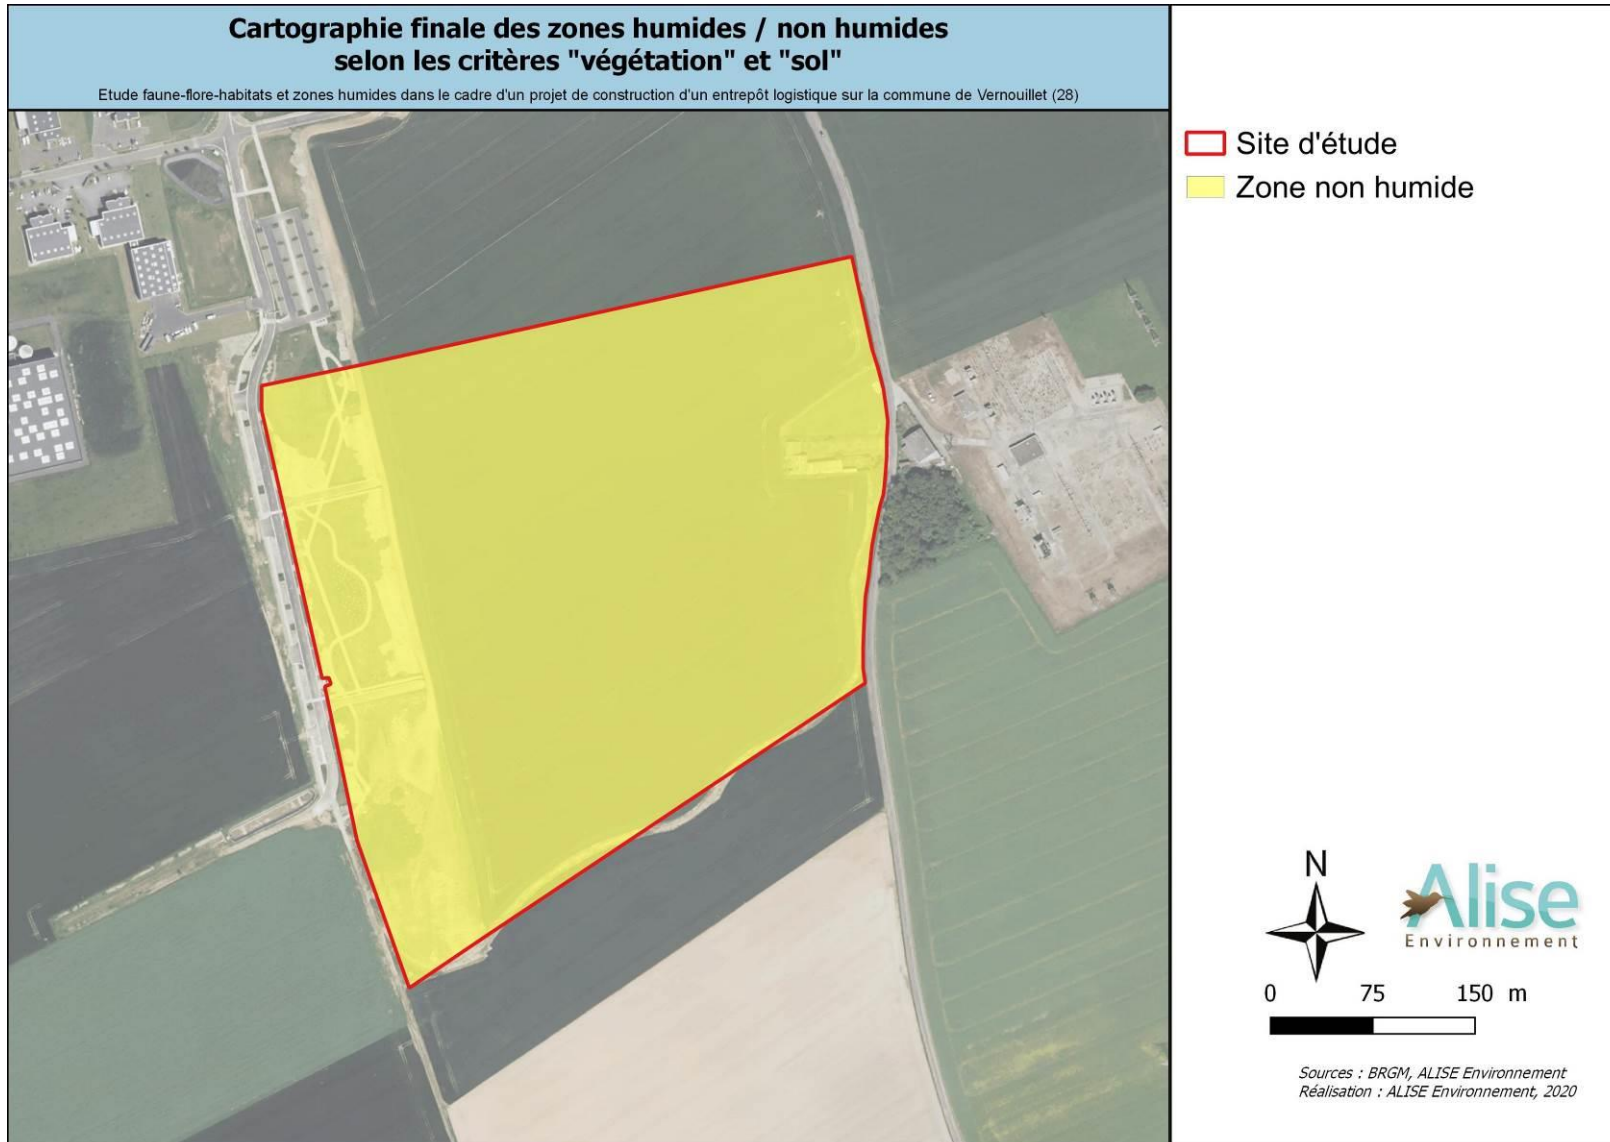 Cartographie finale des zones humides / non humides
selon les critères "végétation" et "sol"
Etude faune-flore-habitats et zones humides dans le cadre d'un projet de construction d'un entrepôt logistique sur la commune de Vernouillet (28)
Site d'étude
Zone non humide
N
Alise
Environnement
0 75 150 m
Sources : BRGM, ALISE Environnement
Réalisation : ALISE Environnement, 2020